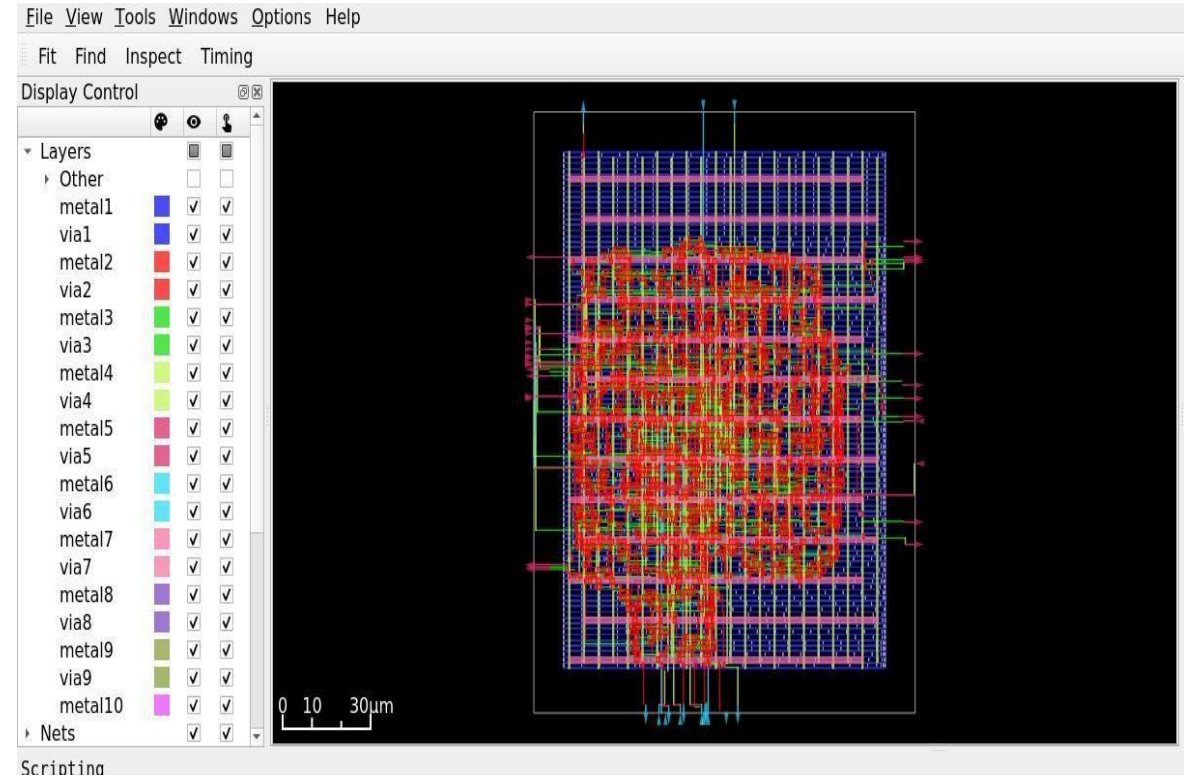 File View Tools Windows Options Help
Fit Find Inspect Timing
Display Control
Layers
Other
metal1
via1
metal2
via2
metal3
via3
metal4
via4
metal5
via5
metal6
via6
metal7
via7
metal8
via8
metal9
via9
metal10
Nets
0 10 30μm
Scripting